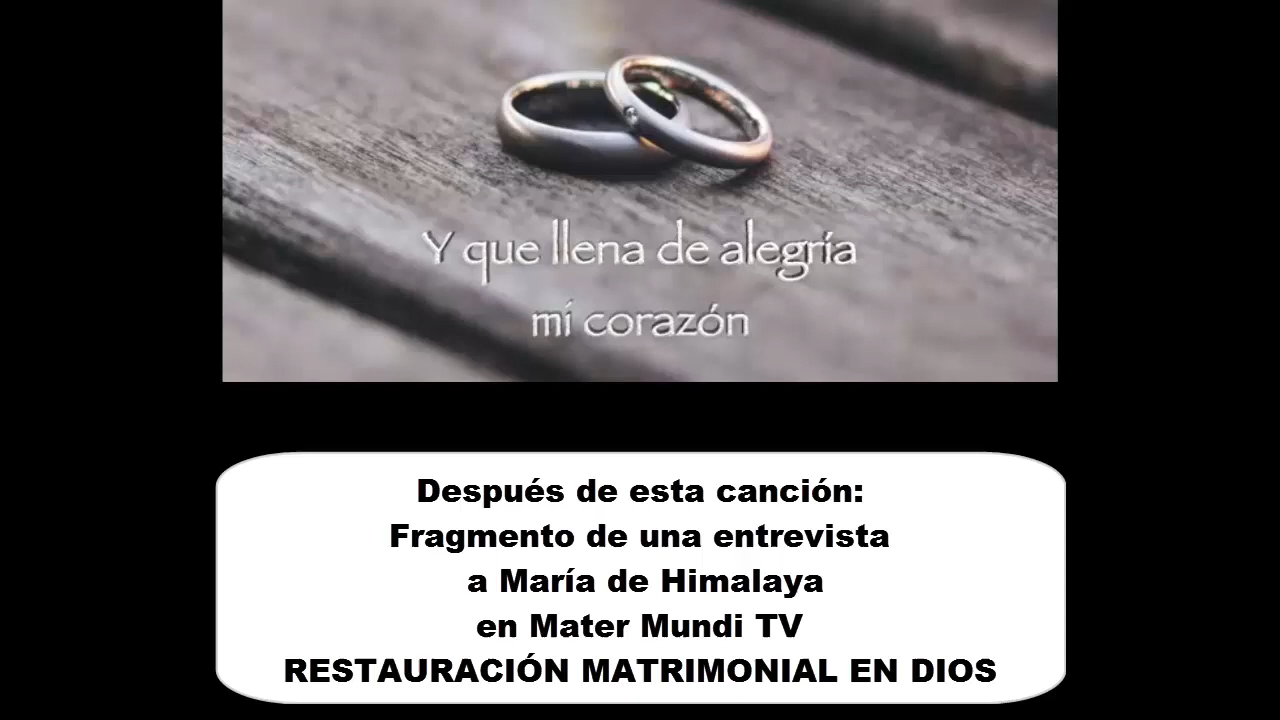 Y que llena de alegría
mi corazón
Después de esta canción:
Fragmento de una entrevista
a María de Himalaya
en Mater Mundi TV
RESTAURACIÓN MATRIMONIAL EN DIOS